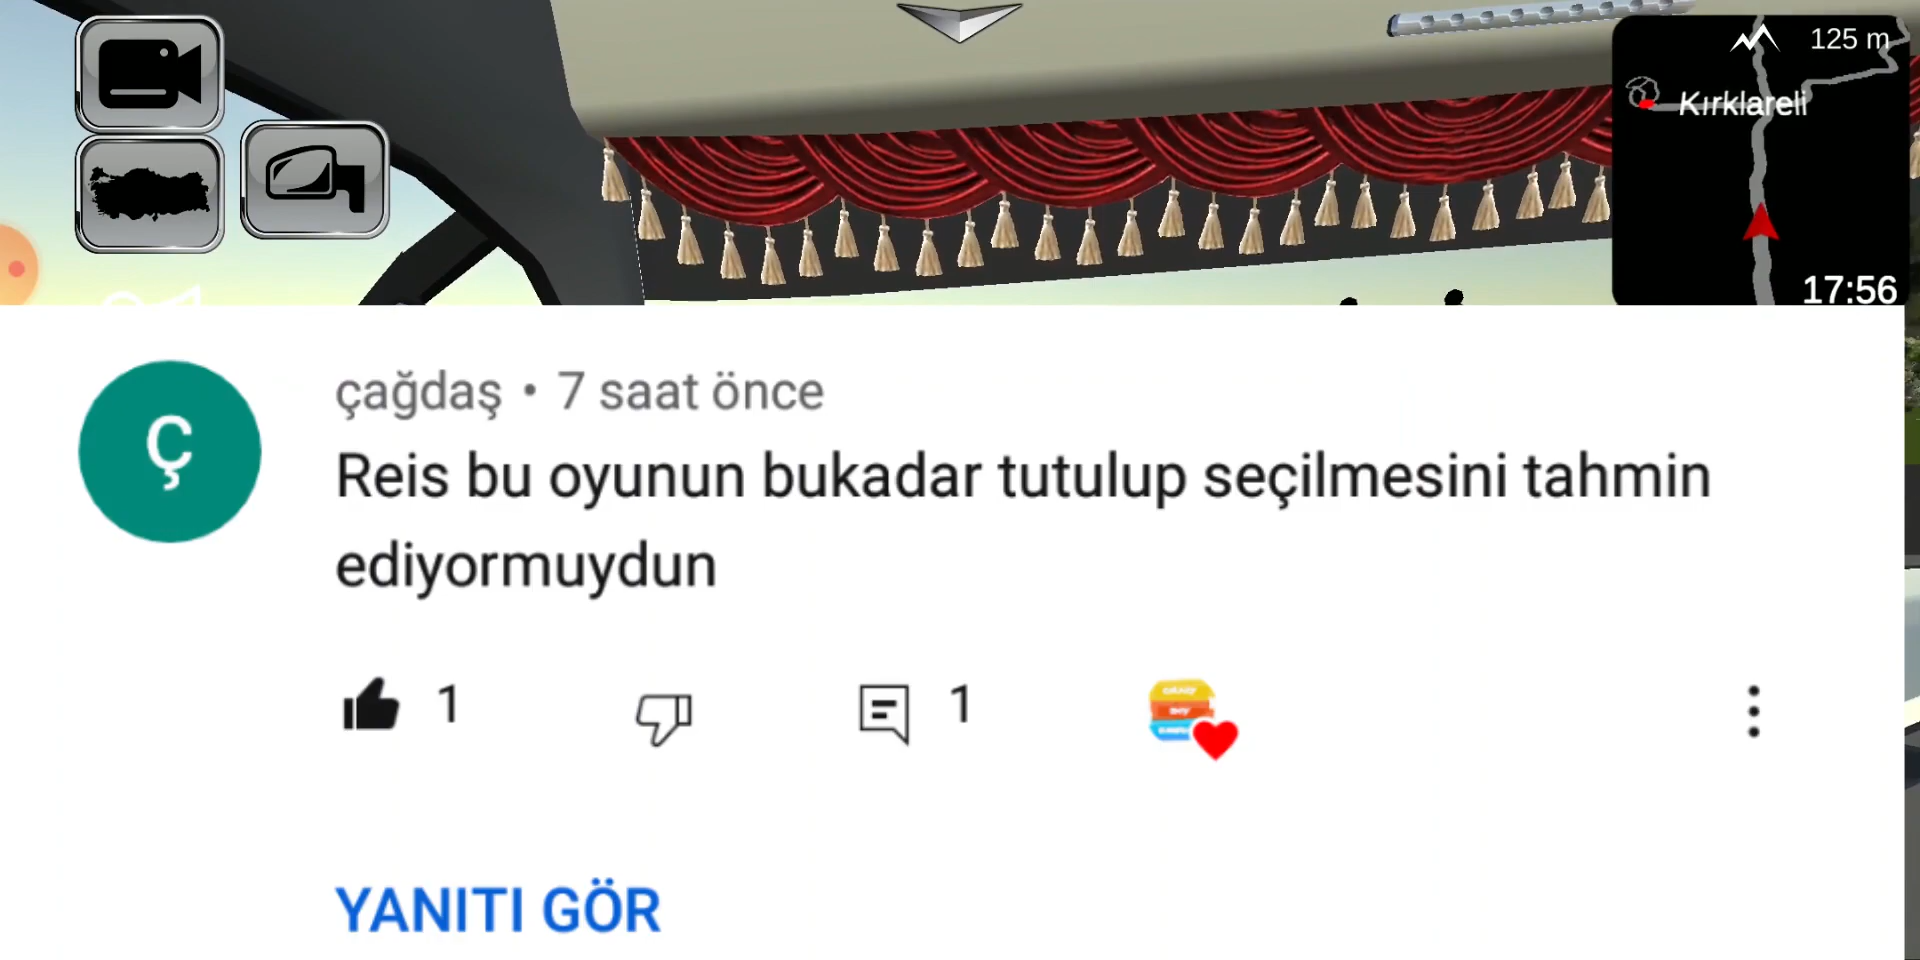 125 m
Kırklareli
17:56
Ç
çağdaş • 7 saat önce
Reis bu oyunun bukadar tutulup seçilmesini tahmin
ediyormuydun
1
1
YANITI GÖR